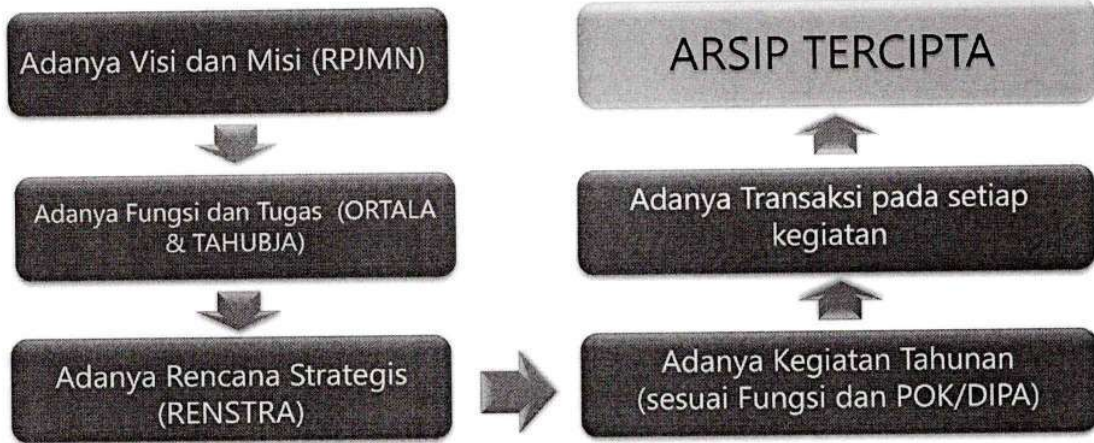 Adanya Visi dan Misi (RPJMN)
Adanya Fungsi dan Tugas (ORTALA
& TAHUBJA)
Adanya Rencana Strategis
(RENSTRA)
Adanya Kegiatan Tahunan
(sesuai Fungsi dan POK/DIPA)
Adanya Transaksi pada setiap
kegiatan
ARSIP TERCIPTA